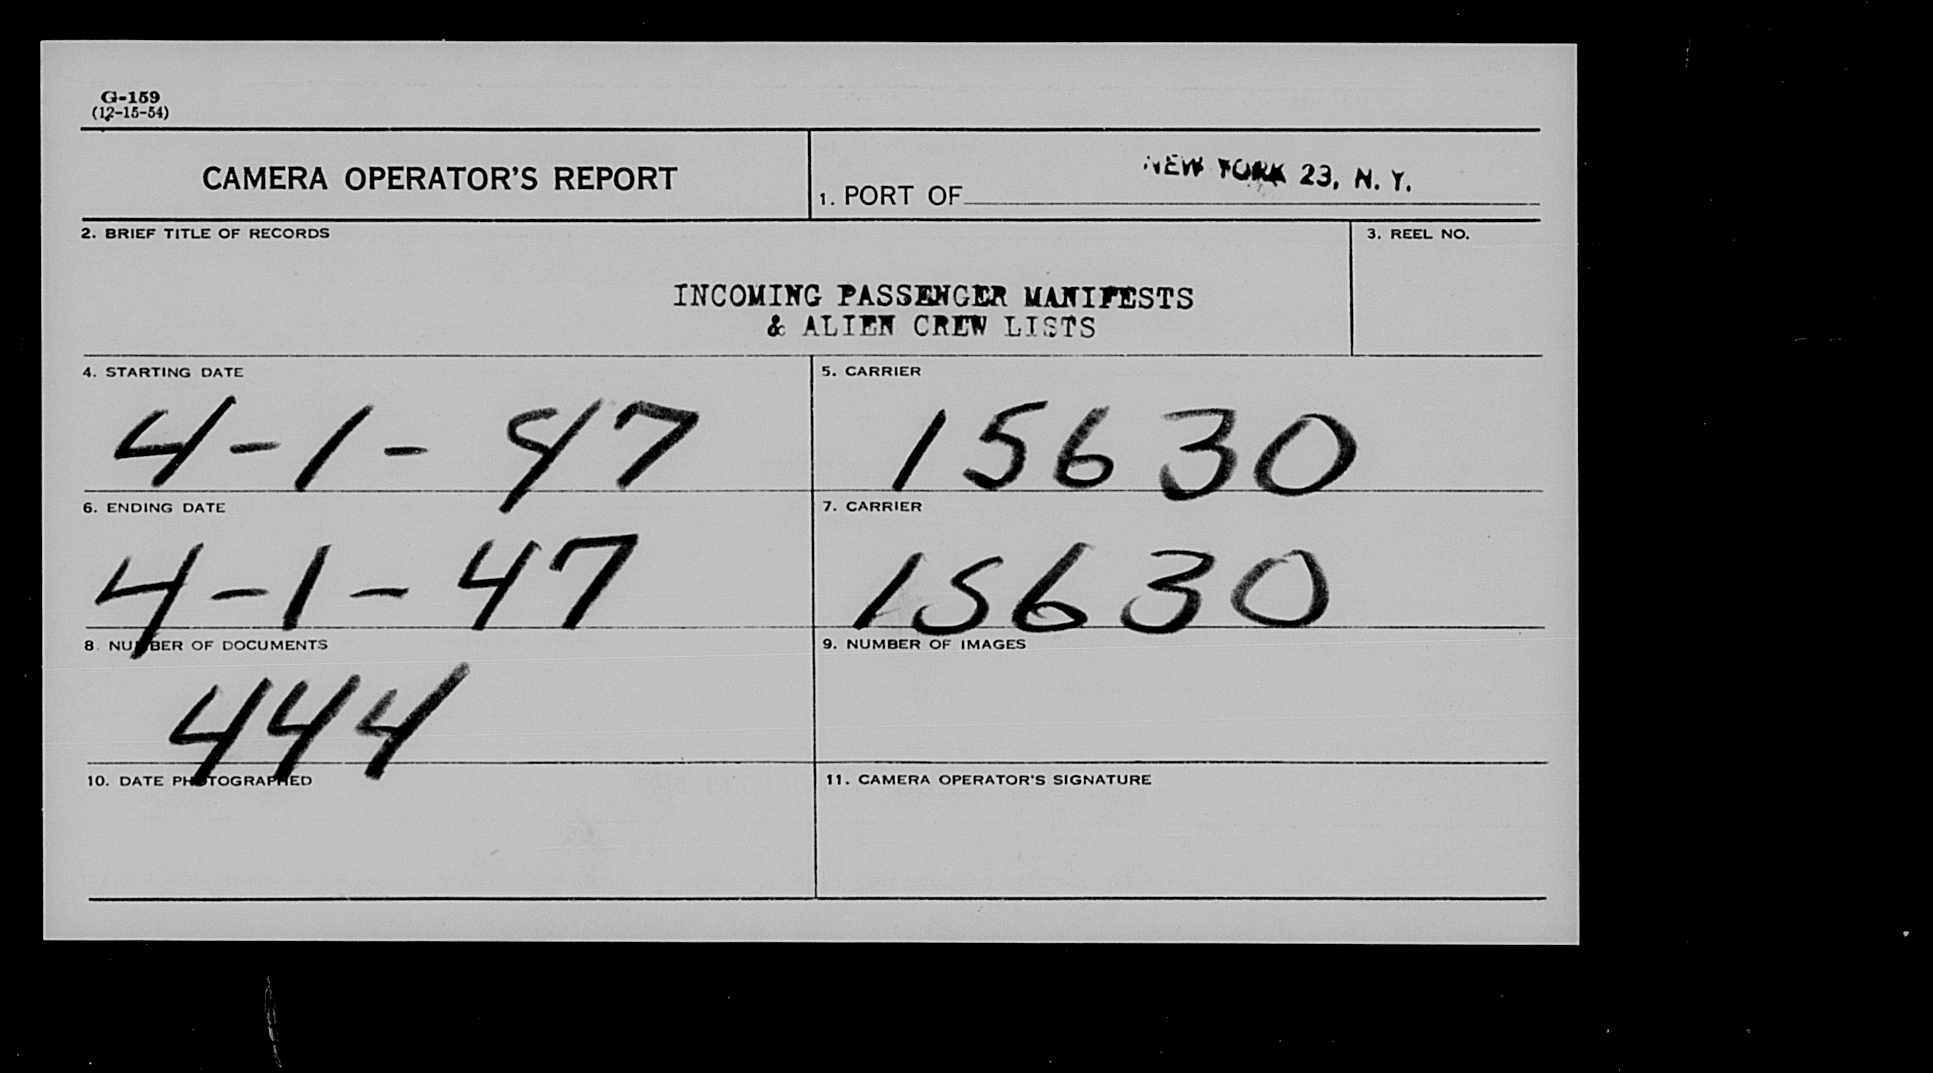 G-159
(12-15-54)
CAMERA OPERATOR'S REPORT
1. PORT OF NEW YORK 23, N. Y.
2. BRIEF TITLE OF RECORDS
3. REEL NO.
INCOMING PASSENGER MANIFESTS
& ALIEN CREW LISTS
4. STARTING DATE
4-1-47
5. CARRIER
15630
6. ENDING DATE
4-1-47
7. CARRIER
15630
8. NUMBER OF DOCUMENTS
444
9. NUMBER OF IMAGES
10. DATE PHOTOGRAPHED
11. CAMERA OPERATOR'S SIGNATURE